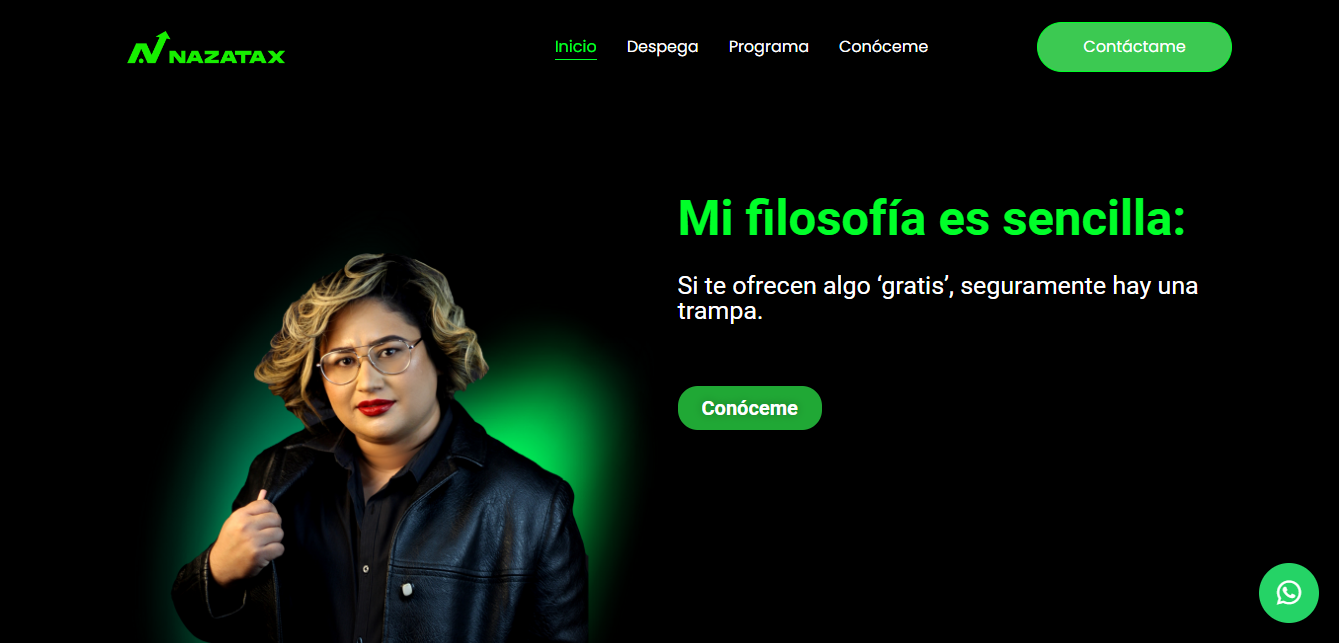 NAZATAX
Inicio
Despega
Programa
Conóceme
Contáctame
Mi filosofía es sencilla:
Si te ofrecen algo ‘gratis’, seguramente hay una
trampa.
Conóceme